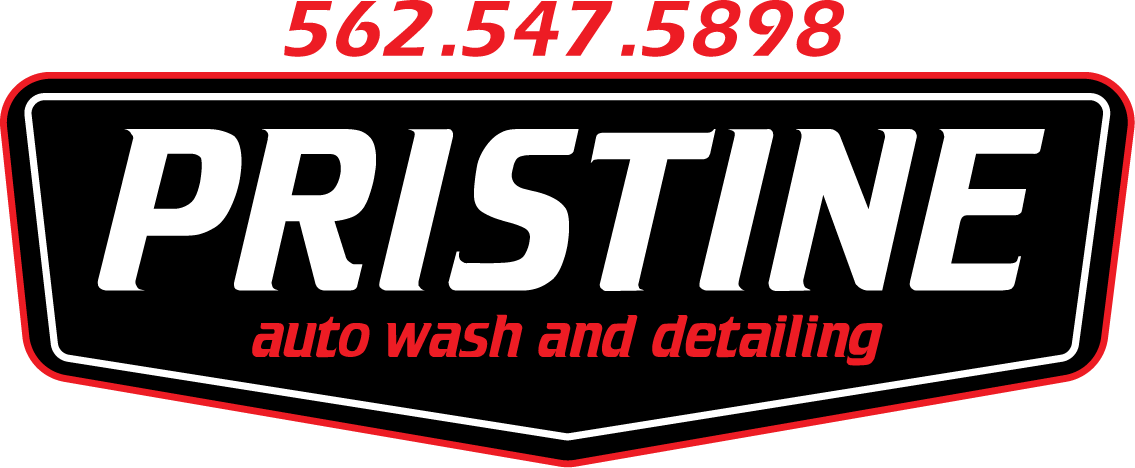 562.547.5898
PRISTINE
auto wash and detailing